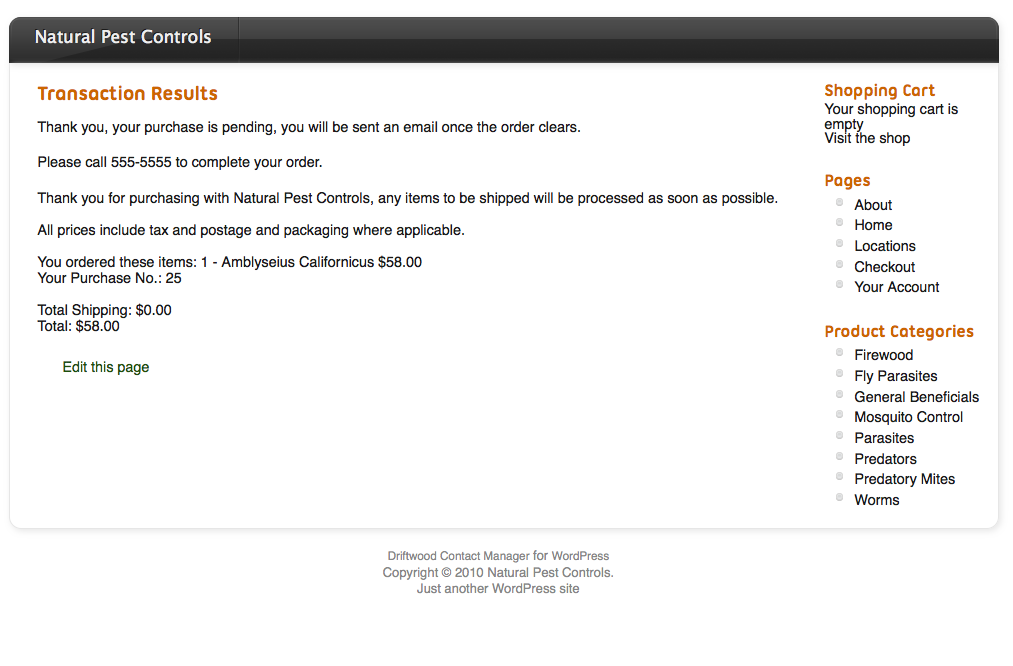 Natural Pest Controls
Transaction Results
Thank you, your purchase is pending, you will be sent an email once the order clears.
Please call 555-5555 to complete your order.
Thank you for purchasing with Natural Pest Controls, any items to be shipped will be processed as soon as possible.
All prices include tax and postage and packaging where applicable.
You ordered these items: 1 - Amblyseius Californicus $58.00
Your Purchase No.: 25
Total Shipping: $0.00
Total: $58.00
Edit this page
Shopping Cart
Your shopping cart is
empty
Visit the shop
Pages
About
Home
Locations
Checkout
Your Account
Product Categories
Firewood
Fly Parasites
General Beneficials
Mosquito Control
Parasites
Predators
Predatory Mites
Worms
Driftwood Contact Manager for WordPress
Copyright © 2010 Natural Pest Controls.
Just another WordPress site